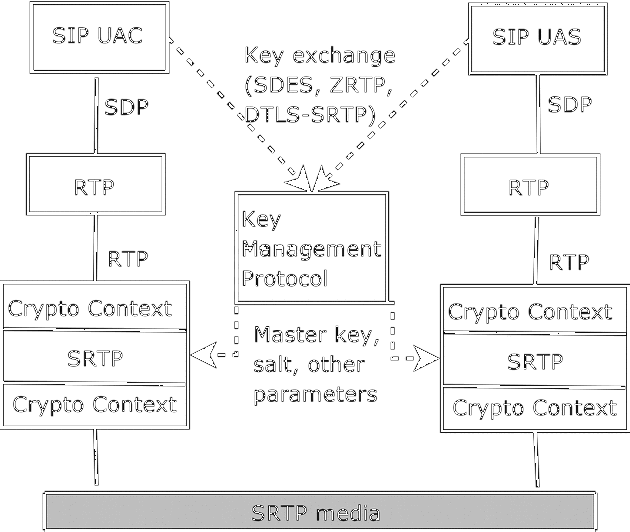 SIP UAC
SIP UAS
Key exchange
(SDES, ZRTP,
DTLS-SRTP)
SDP
SDP
RTP
RTP
Key
Management
Protocol
RTP
RTP
Crypto Context
SRTP
Crypto Context
Master key,
salt, other
parameters
Crypto Context
SRTP
Crypto Context
SRTP media